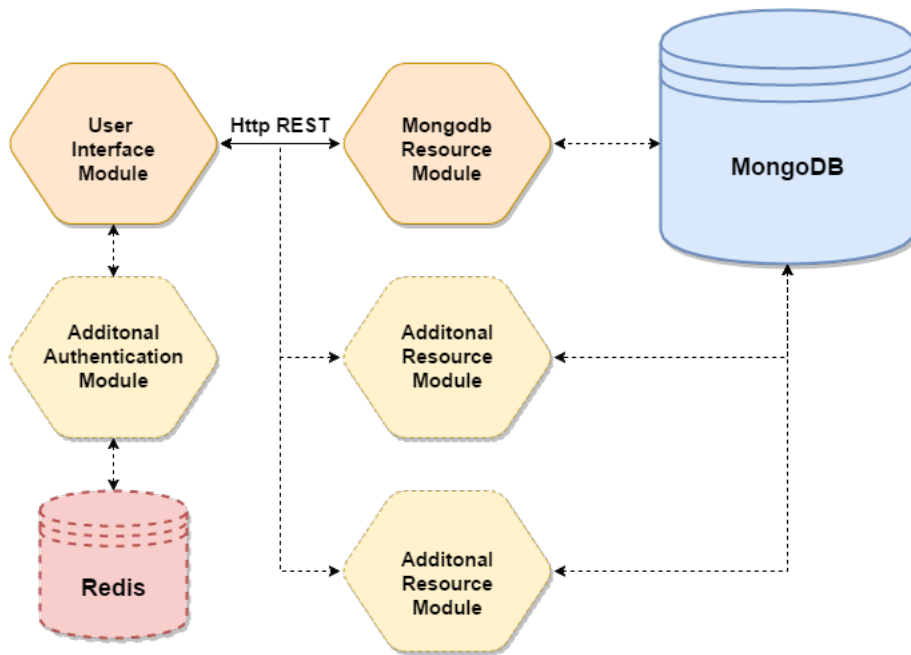 User
Interface
Module
Http REST
Mongodb
Resource
Module
MongoDB
Additonal
Authentication
Module
Additonal
Resource
Module
Redis
Additonal
Resource
Module